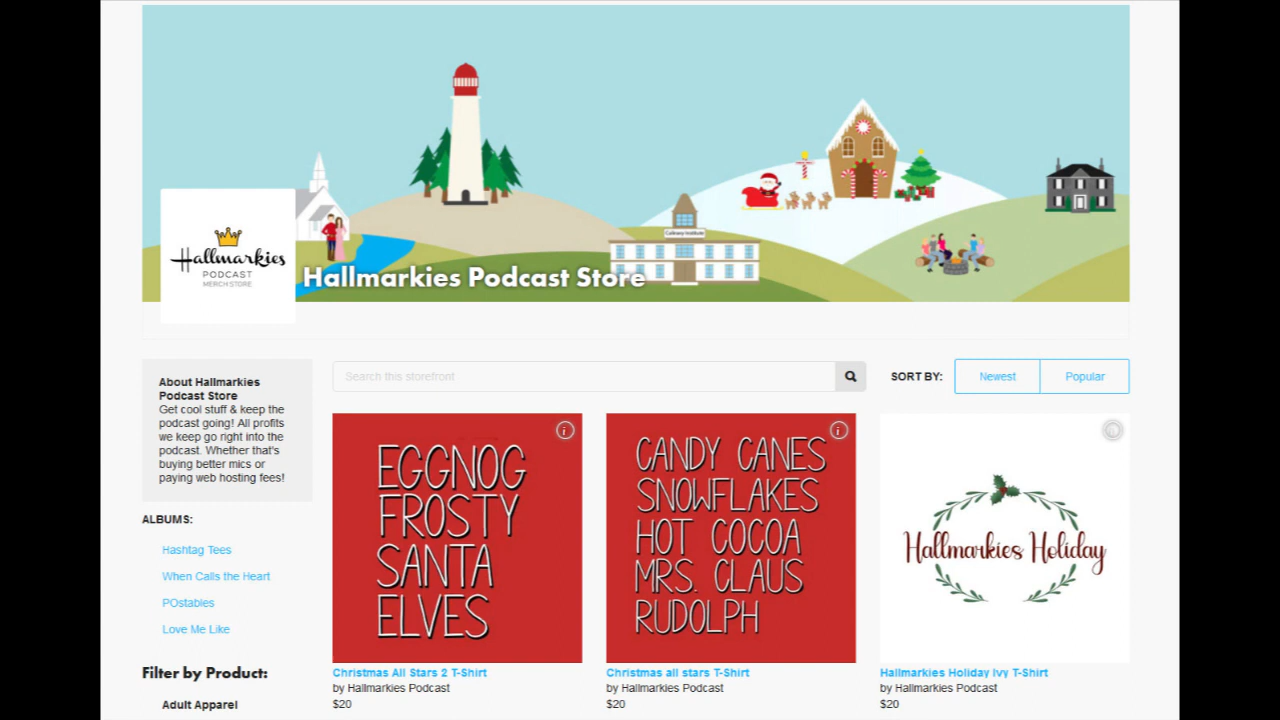 Culinary Institute
Hallmarkies
PODCAST
MERCH STORE
Hallmarkies Podcast Store
About Hallmarkies
Podcast Store
Get cool stuff & keep the
podcast going! All profits
we keep go right into the
podcast. Whether that's
buying better mics or
paying web hosting fees!
ALBUMS:
Hashtag Tees
When Calls the Heart
POstables
Love Me Like
Filter by Product:
Adult Apparel
Search this storefront
SORT BY:
Newest
Popular
EGGNOG
FROSTY
SANTA
ELVES
Christmas All Stars 2 T-Shirt
by Hallmarkies Podcast
$20
CANDY CANES
SNOWFLAKES
HOT COCOA
MRS. CLAUS
RUDOLPH
Christmas all stars T-Shirt
by Hallmarkies Podcast
$20
Hallmarkies Holiday
Hallmarkies Holiday Ivy T-Shirt
by Hallmarkies Podcast
$20